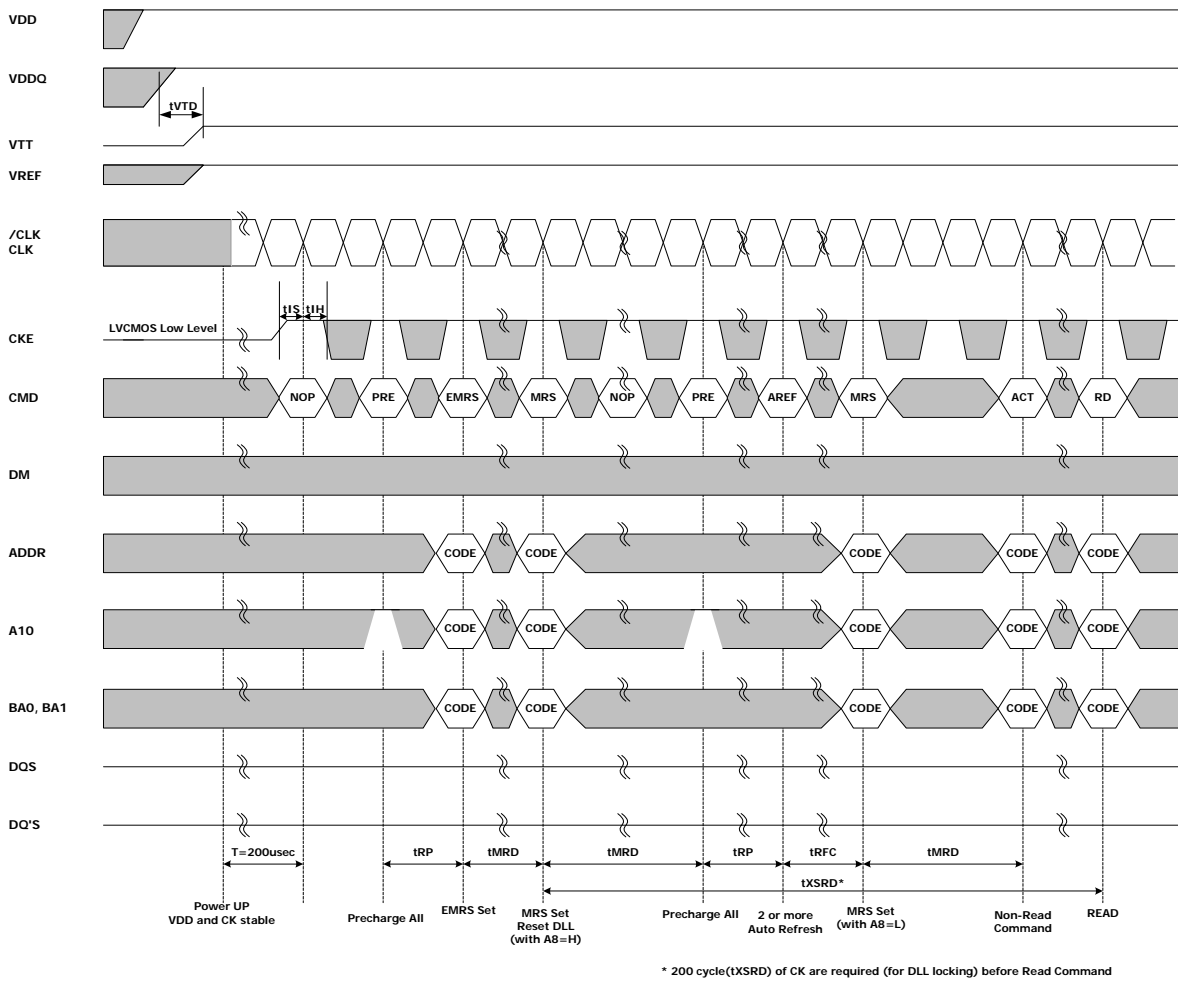 VDD
VDDQ
tVTD
VTT
VREF
/CLK
CLK
tIS tIH
LVCMOS Low Level
CKE
CMD NOP PRE EMRS MRS NOP PRE AREF MRS ACT RD
DM
ADDR CODE CODE CODE CODE CODE
A10 CODE CODE CODE CODE CODE
BA0, BA1 CODE CODE CODE CODE CODE
DQS
DQ'S
T=200usec tRP tMRD tMRD tRP tRFC tMRD
tXSRD*
Power UP
VDD and CK stable
Precharge All
EMRS Set
MRS Set
Reset DLL
(with A8=H)
Precharge All
2 or more
Auto Refresh
MRS Set
(with A8=L)
Non-Read
Command
READ
* 200 cycle(tXSRD) of CK are required (for DLL locking) before Read Command